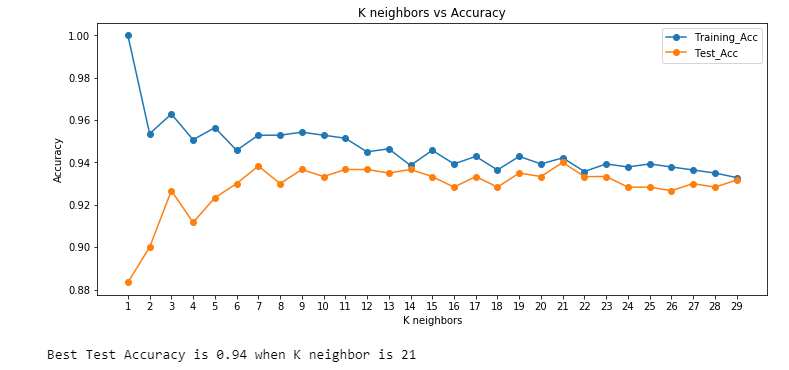 K neighbors vs Accuracy
Training_Acc
Test_Acc
1.00
0.98
0.96
0.94
0.92
0.90
0.88
Accuracy
1 2 3 4 5 6 7 8 9 10 11 12 13 14 15 16 17 18 19 20 21 22 23 24 25 26 27 28 29
K neighbors
Best Test Accuracy is 0.94 when K neighbor is 21